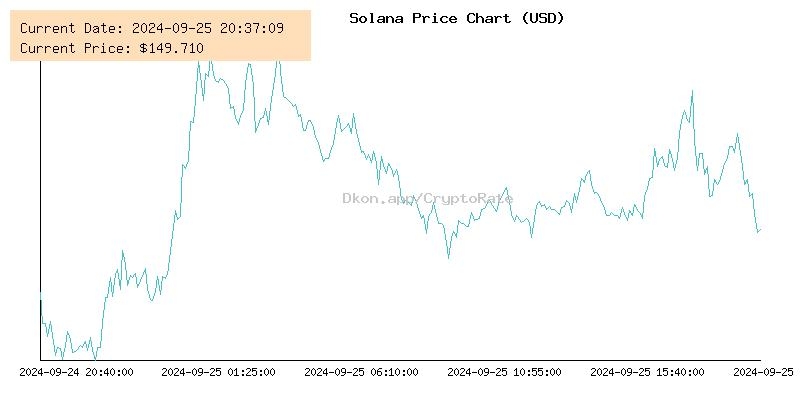 Solana Price Chart (USD)
Current Date: 2024-09-25 20:37:09
Current Price: $149.710
Dkon.app/CryptoRate
2024-09-24 20:40:00 2024-09-25 01:25:00 2024-09-25 06:10:00 2024-09-25 10:55:00 2024-09-25 15:40:00 2024-09-25